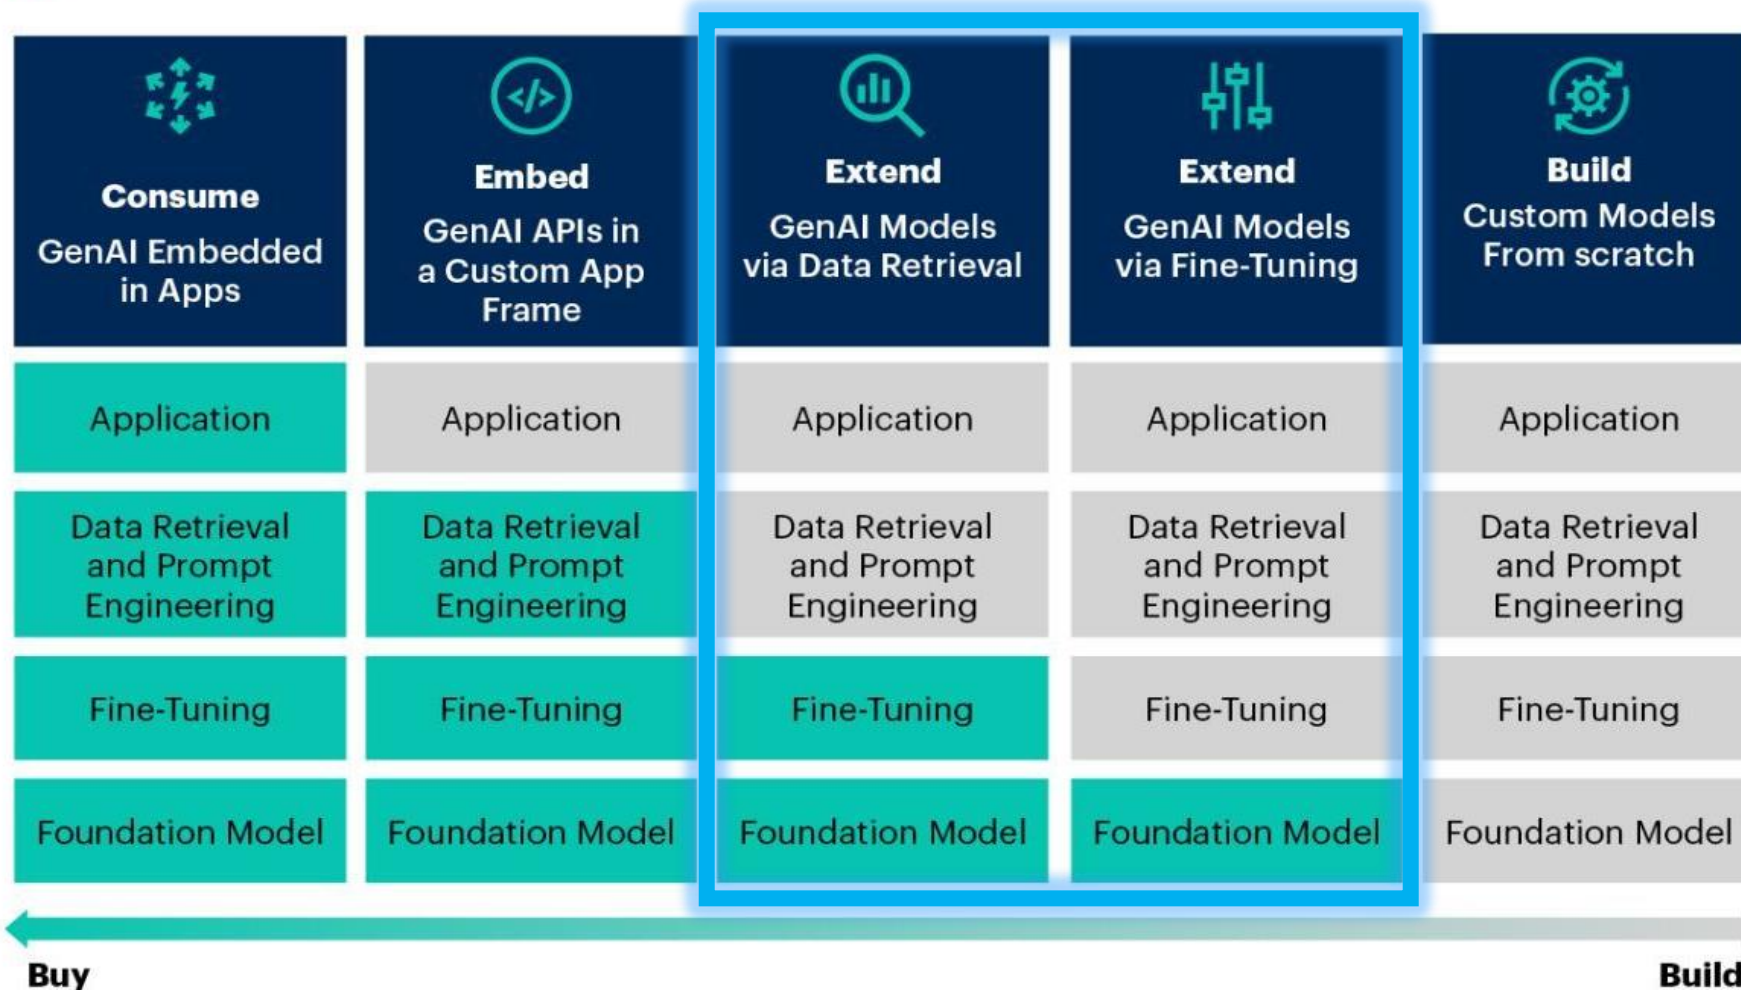 Consume
GenAI Embedded
in Apps
Embed
GenAI APIs in
a Custom App
Frame
Extend
GenAI Models
via Data Retrieval
Extend
GenAI Models
via Fine-Tuning
Build
Custom Models
From scratch
Application
Application
Application
Application
Application
Data Retrieval
and Prompt
Engineering
Data Retrieval
and Prompt
Engineering
Data Retrieval
and Prompt
Engineering
Data Retrieval
and Prompt
Engineering
Data Retrieval
and Prompt
Engineering
Fine-Tuning
Fine-Tuning
Fine-Tuning
Fine-Tuning
Fine-Tuning
Foundation Model
Foundation Model
Foundation Model
Foundation Model
Foundation Model
Buy
Build